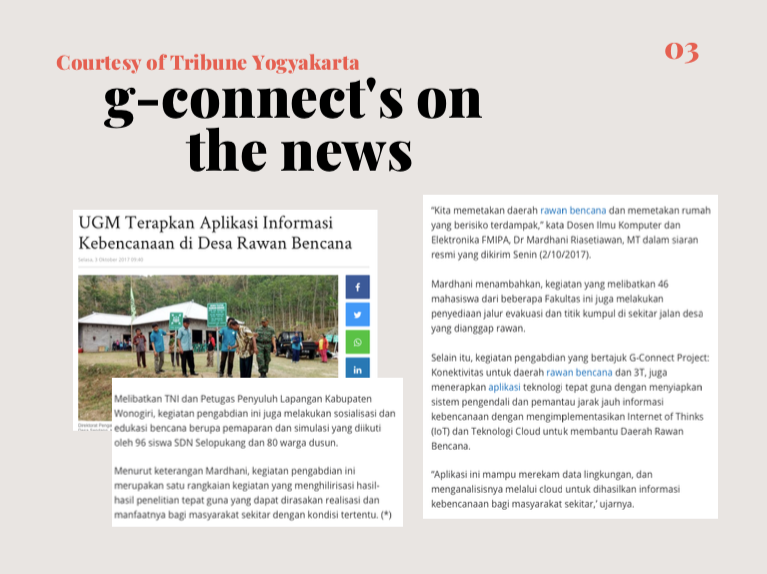 Courtesy of Tribune Yogyakarta
03
g-connect's on
the news
UGM Terapkan Aplikasi Informasi
Kebencanaan di Desa Rawan Bencana
Selasa, 3 Oktober 2017 09:40
Melibatkan TNI dan Petugas Penyuluh Lapangan Kabupaten
Wonogiri, kegiatan pengabdian ini juga melakukan sosialisasi dan
edukasi bencana berupa pemaparan dan simulasi yang diikuti
oleh 96 siswa SDN Selopukang dan 80 warga dusun.
Menurut keterangan Mardhani, kegiatan pengabdian ini
merupakan satu rangkaian kegiatan yang menghilirisasi hasil-
hasil penelitian tepat guna yang dapat dirasakan realisasi dan
manfaatnya bagi masyarakat sekitar dengan kondisi tertentu. (*)
“Kita memetakan daerah rawan bencana dan memetakan rumah
yang berisiko terdampak,” kata Dosen Ilmu Komputer dan
Elektronika FMIPA, Dr Mardhani Riasetiawan, MT dalam siaran
resmi yang dikirim Senin (2/10/2017).
Mardhani menambahkan, kegiatan yang melibatkan 46
mahasiswa dari beberapa Fakultas ini juga melakukan
penyediaan jalur evakuasi dan titik kumpul di sekitar jalan desa
yang dianggap rawan.
Selain itu, kegiatan pengabdian yang bertajuk G-Connect Project:
Konektivitas untuk daerah rawan bencana dan 3T, juga
menerapkan aplikasi teknologi tepat guna dengan menyiapkan
sistem pengendali dan pemantau jarak jauh informasi
kebencanaan dengan mengimplementasikan Internet of Thinks
(IoT) dan Teknologi Cloud untuk membantu Daerah Rawan
Bencana.
“Aplikasi ini mampu merekam data lingkungan, dan
menganalisisnya melalui cloud untuk dihasilkan informasi
kebencanaan bagi masyarakat sekitar,’ ujarnya.